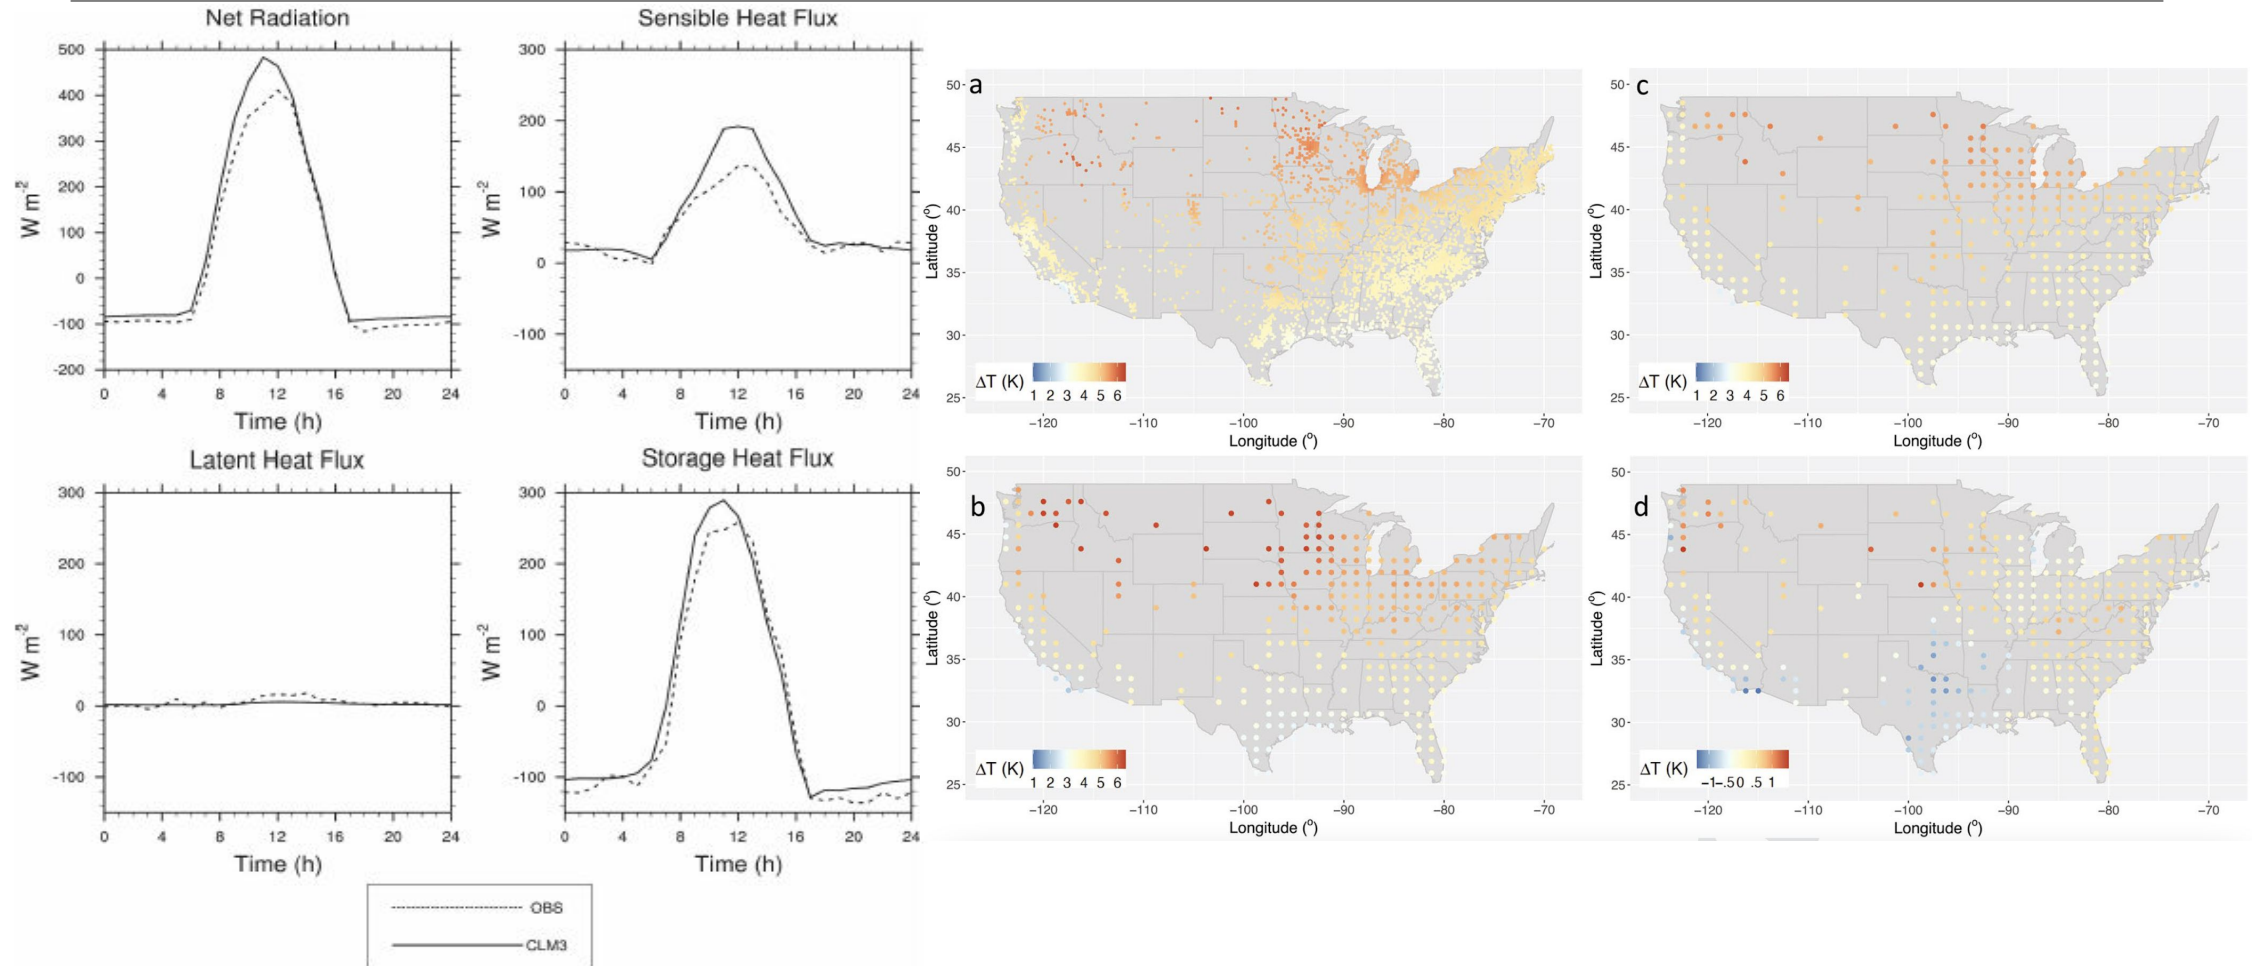 Net Radiation
W m⁻²
500
400
300
200
100
0
-100
-200
0 4 8 12 16 20 24
Time (h)
Sensible Heat Flux
W m⁻²
300
200
100
0
-100
0 4 8 12 16 20 24
Time (h)
Latent Heat Flux
W m⁻²
300
200
100
0
-100
0 4 8 12 16 20 24
Time (h)
Storage Heat Flux
W m⁻²
300
200
100
0
-100
0 4 8 12 16 20 24
Time (h)
OBS
CLM3
a
Latitude (°)
50
45
40
35
30
25
ΔT (K)
1 2 3 4 5 6
−120 −110 −100 −90 −80 −70
Longitude (°)
c
Latitude (°)
50
45
40
35
30
25
ΔT (K)
1 2 3 4 5 6
−120 −110 −100 −90 −80 −70
Longitude (°)
b
Latitude (°)
50
45
40
35
30
25
ΔT (K)
1 2 3 4 5 6
−120 −110 −100 −90 −80 −70
Longitude (°)
d
Latitude (°)
50
45
40
35
30
25
ΔT (K)
−1−.50 .5 1
−120 −110 −100 −90 −80 −70
Longitude (°)